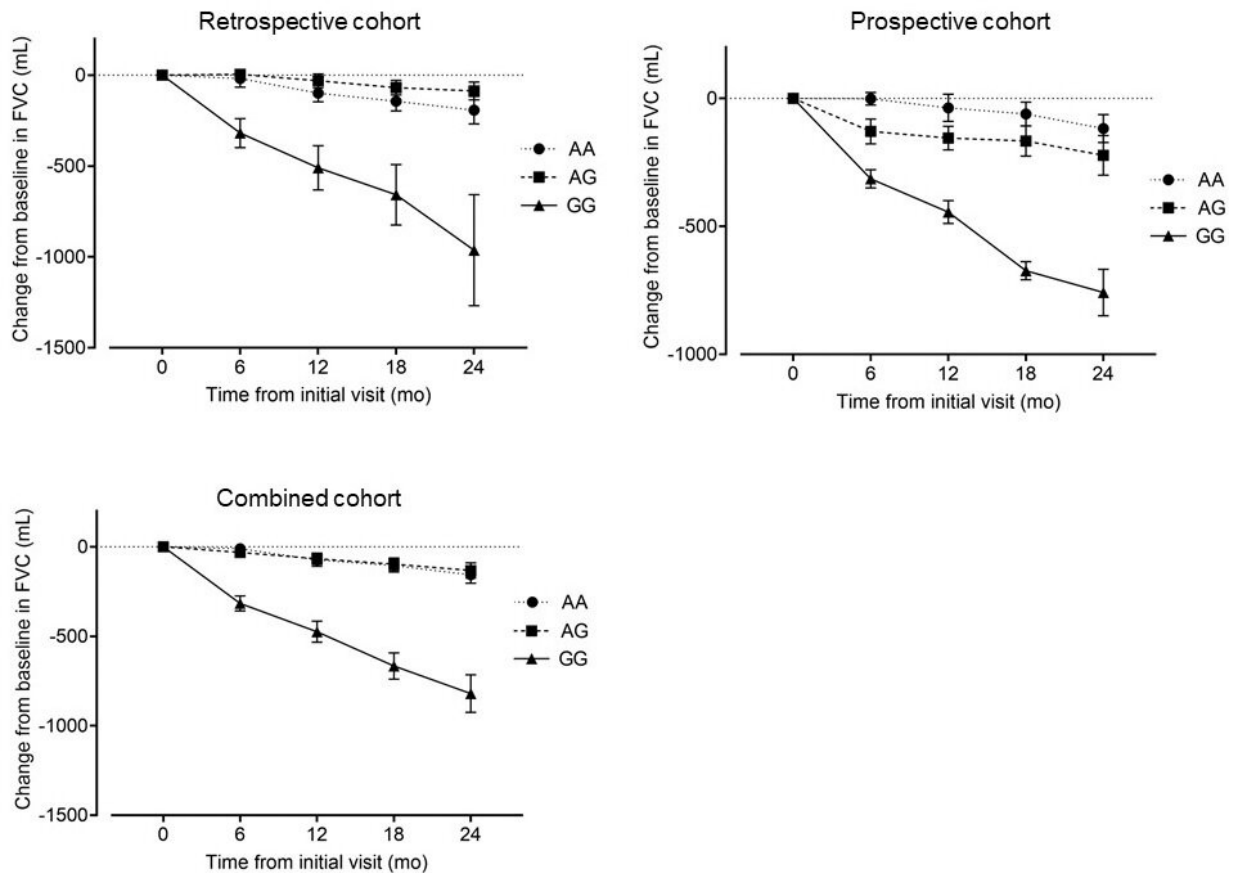 Retrospective cohort
Change from baseline in FVC (mL)
0
-500
-1000
-1500
0 6 12 18 24
Time from initial visit (mo)
AA
AG
GG
Prospective cohort
Change from baseline in FVC (mL)
0
-500
-1000
0 6 12 18 24
Time from initial visit (mo)
AA
AG
GG
Combined cohort
Change from baseline in FVC (mL)
0
-500
-1000
-1500
0 6 12 18 24
Time from initial visit (mo)
AA
AG
GG